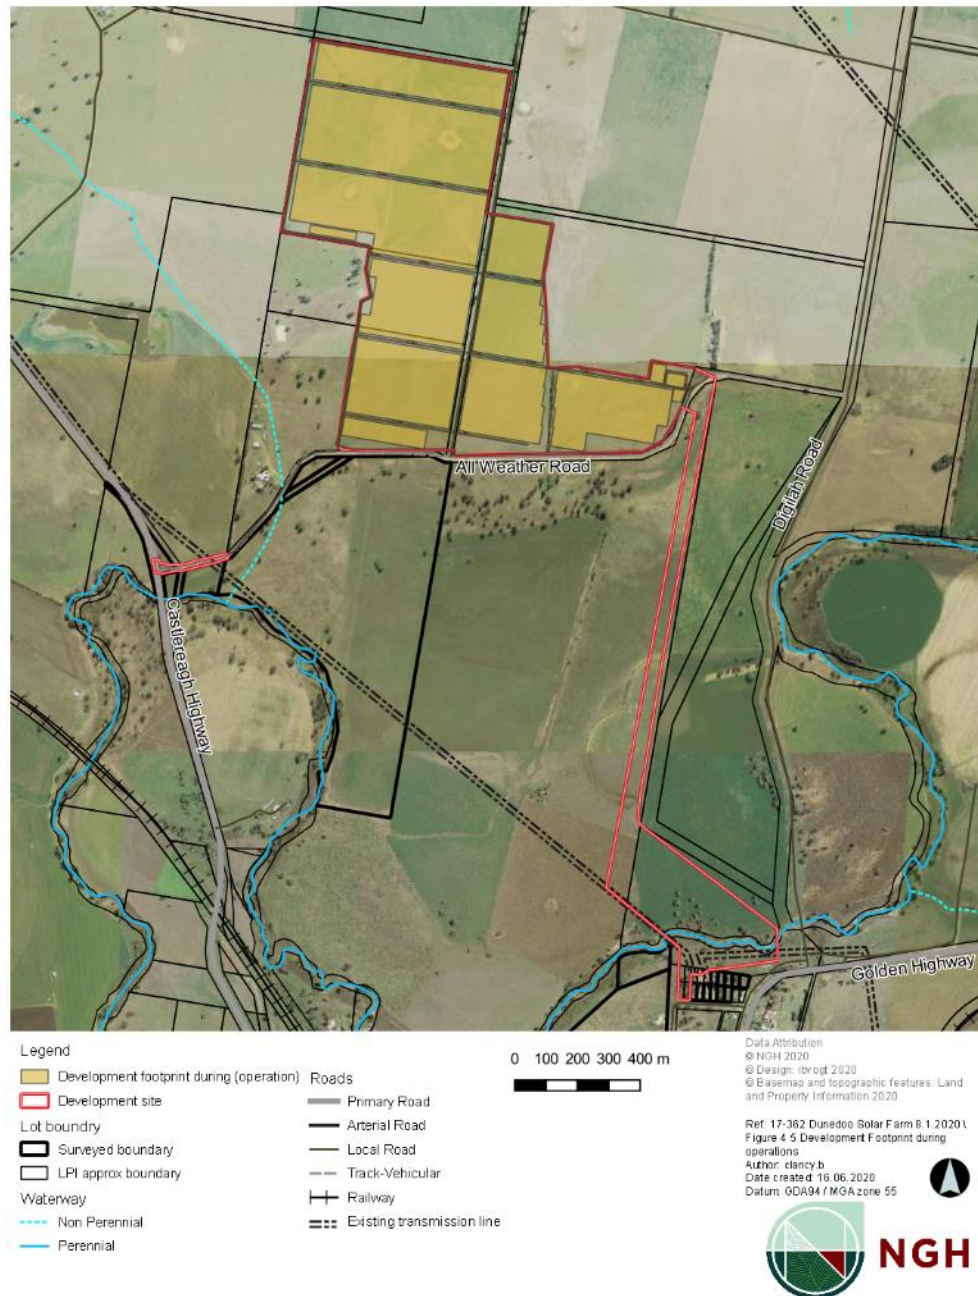 All Weather Road
Digilah Road
Castlereagh Highway
Golden Highway
Legend
Development footprint during (operation)
Development site
Lot boundry
Surveyed boundary
LPI approx boundary
Waterway
Non Perennial
Perennial
Roads
Primary Road
Arterial Road
Local Road
Track-Vehicular
Railway
Existing transmission line
0 100 200 300 400 m
Data Attribution
© NGH 2020
© Design: ibvogt 2020
© Basemap and topographic features: Land
and Property Information 2020
Ref: 17-362 Dunedoo Solar Farm 8.1.2020
Figure 4 5 Development Footprint during
operations
Author: clancy.b
Date created: 16.06.2020
Datum: GDA94 / MGA zone 55
NGH